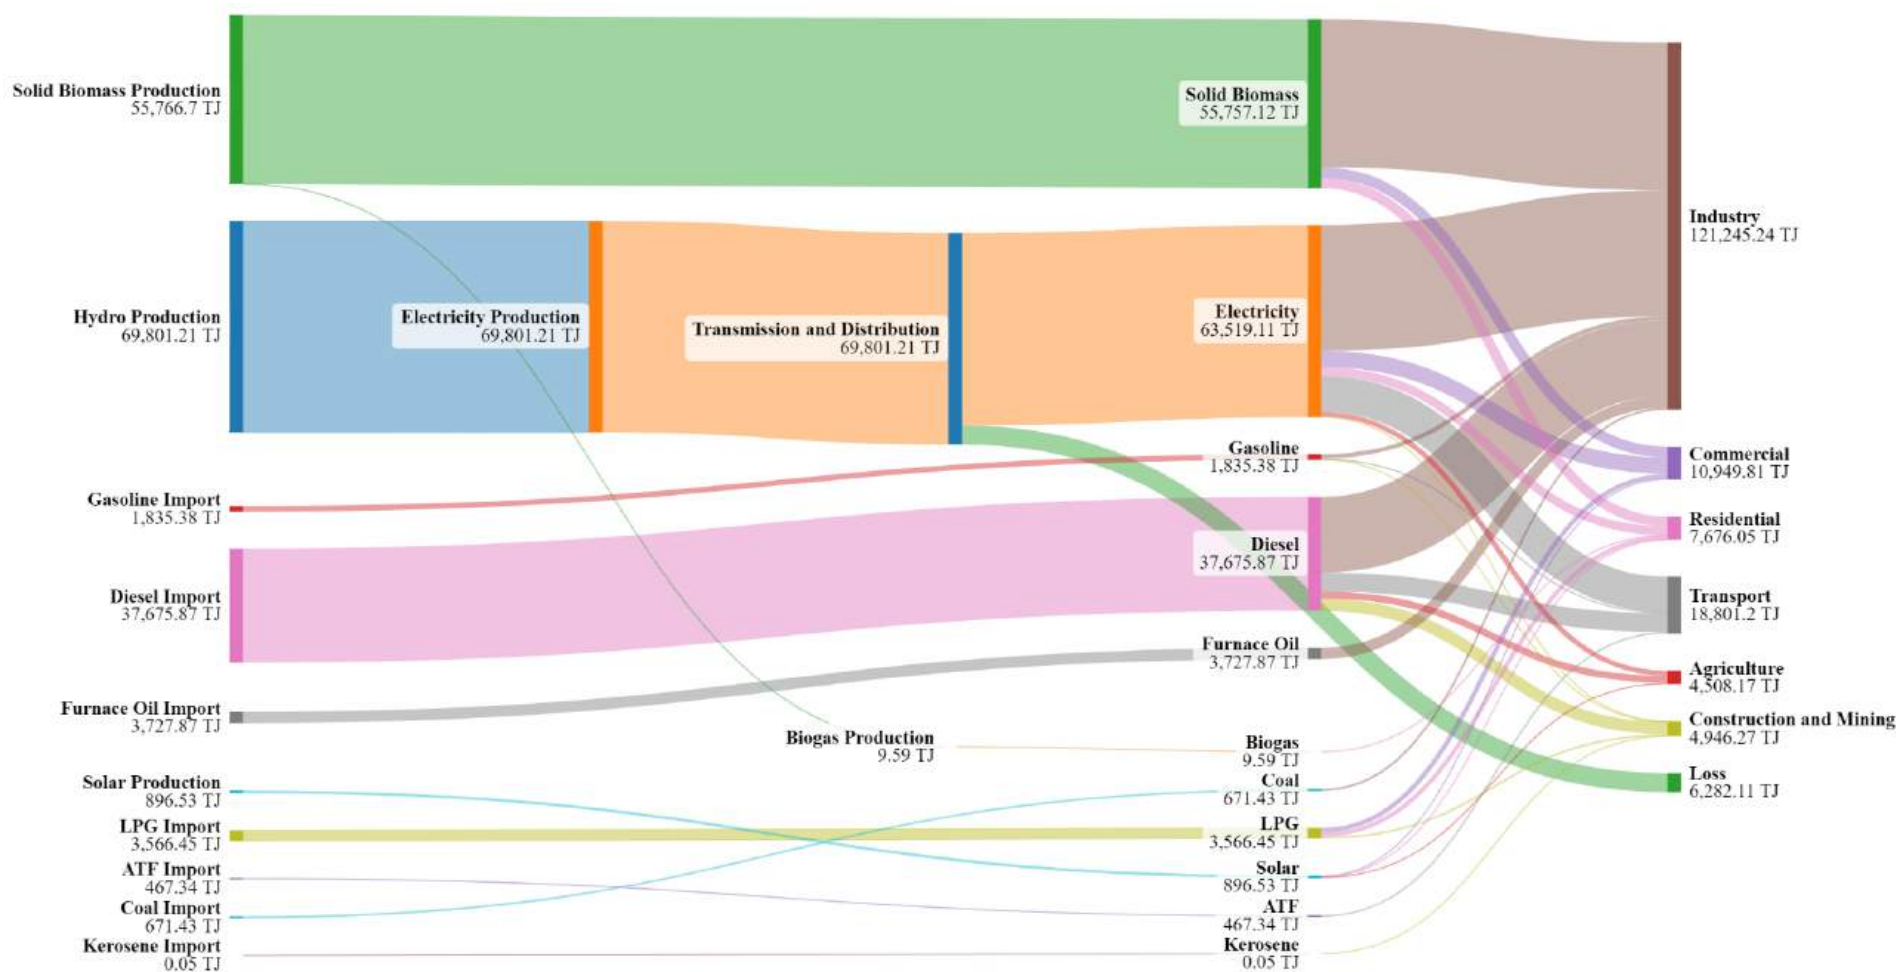 Solid Biomass Production
55,766.7 TJ
Hydro Production
69,801.21 TJ
Gasoline Import
1,835.38 TJ
Diesel Import
37,675.87 TJ
Furnace Oil Import
3,727.87 TJ
Solar Production
896.53 TJ
LPG Import
3,566.45 TJ
ATF Import
467.34 TJ
Coal Import
671.43 TJ
Kerosene Import
0.05 TJ
Electricity Production
69,801.21 TJ
Transmission and Distribution
69,801.21 TJ
Biogas Production
9.59 TJ
Solid Biomass
55,757.12 TJ
Electricity
63,519.11 TJ
Gasoline
1,835.38 TJ
Diesel
37,675.87 TJ
Furnace Oil
3,727.87 TJ
Biogas
9.59 TJ
Coal
671.43 TJ
LPG
3,566.45 TJ
Solar
896.53 TJ
ATF
467.34 TJ
Kerosene
0.05 TJ
Industry
121,245.24 TJ
Commercial
10,949.81 TJ
Residential
7,676.05 TJ
Transport
18,801.2 TJ
Agriculture
4,508.17 TJ
Construction and Mining
4,946.27 TJ
Loss
6,282.11 TJ